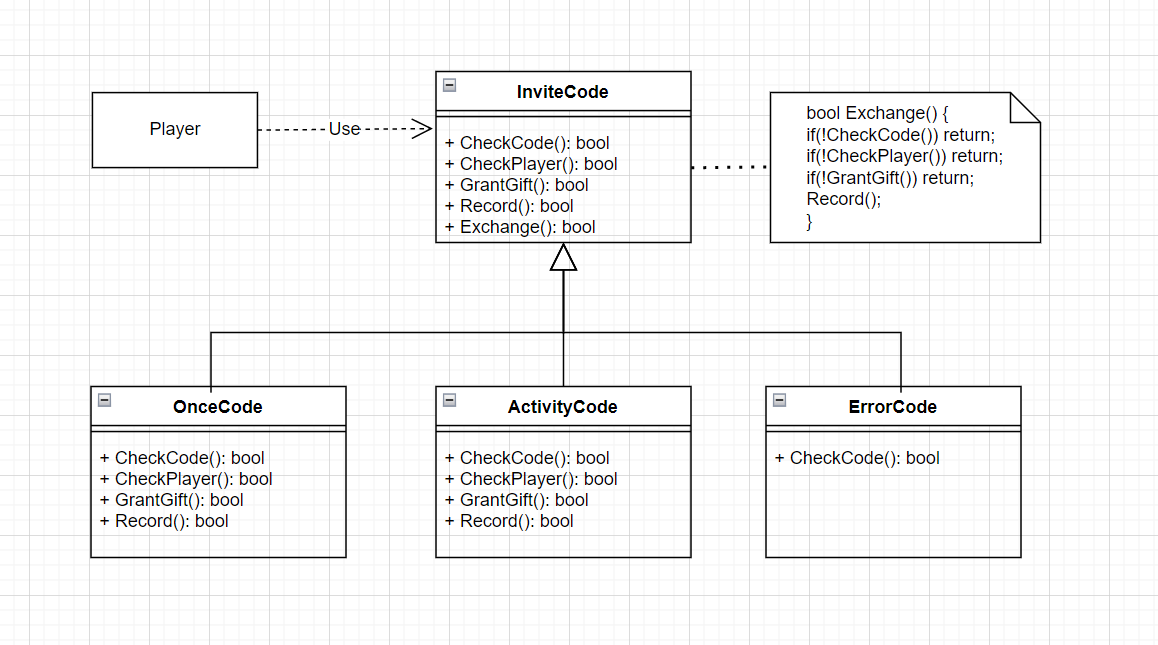 Player
Use
InviteCode
+ CheckCode(): bool
+ CheckPlayer(): bool
+ GrantGift(): bool
+ Record(): bool
+ Exchange(): bool
bool Exchange() {
if(!CheckCode()) return;
if(!CheckPlayer()) return;
if(!GrantGift()) return;
Record();
}
OnceCode
+ CheckCode(): bool
+ CheckPlayer(): bool
+ GrantGift(): bool
+ Record(): bool
ActivityCode
+ CheckCode(): bool
+ CheckPlayer(): bool
+ GrantGift(): bool
+ Record(): bool
ErrorCode
+ CheckCode(): bool